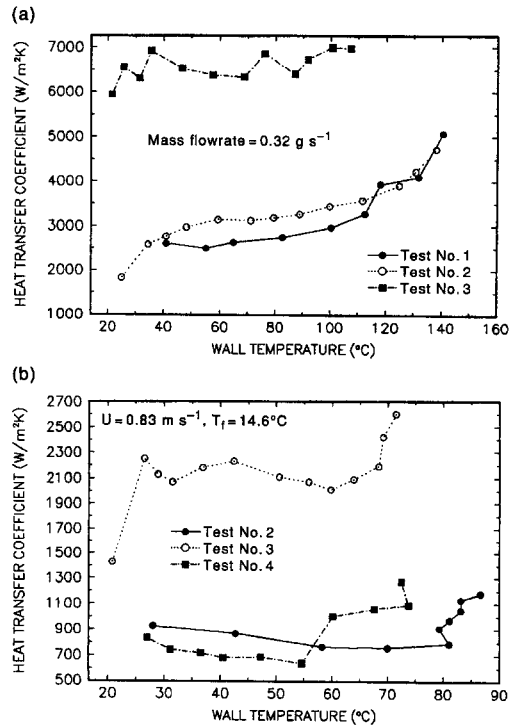 (a)
HEAT TRANSFER COEFFICIENT (W/m²K)
7000
6000
5000
4000
3000
2000
1000
Mass flowrate = 0.32 g s⁻¹
Test No. 1
Test No. 2
Test No. 3
20 40 60 80 100 120 140 160
WALL TEMPERATURE (°C)
(b)
HEAT TRANSFER COEFFICIENT (W/m²K)
2700
2500
2300
2100
1900
1700
1500
1300
1100
900
700
500
U = 0.83 m s⁻¹, T_f = 14.6°C
Test No. 2
Test No. 3
Test No. 4
20 30 40 50 60 70 80 90
WALL TEMPERATURE (°C)